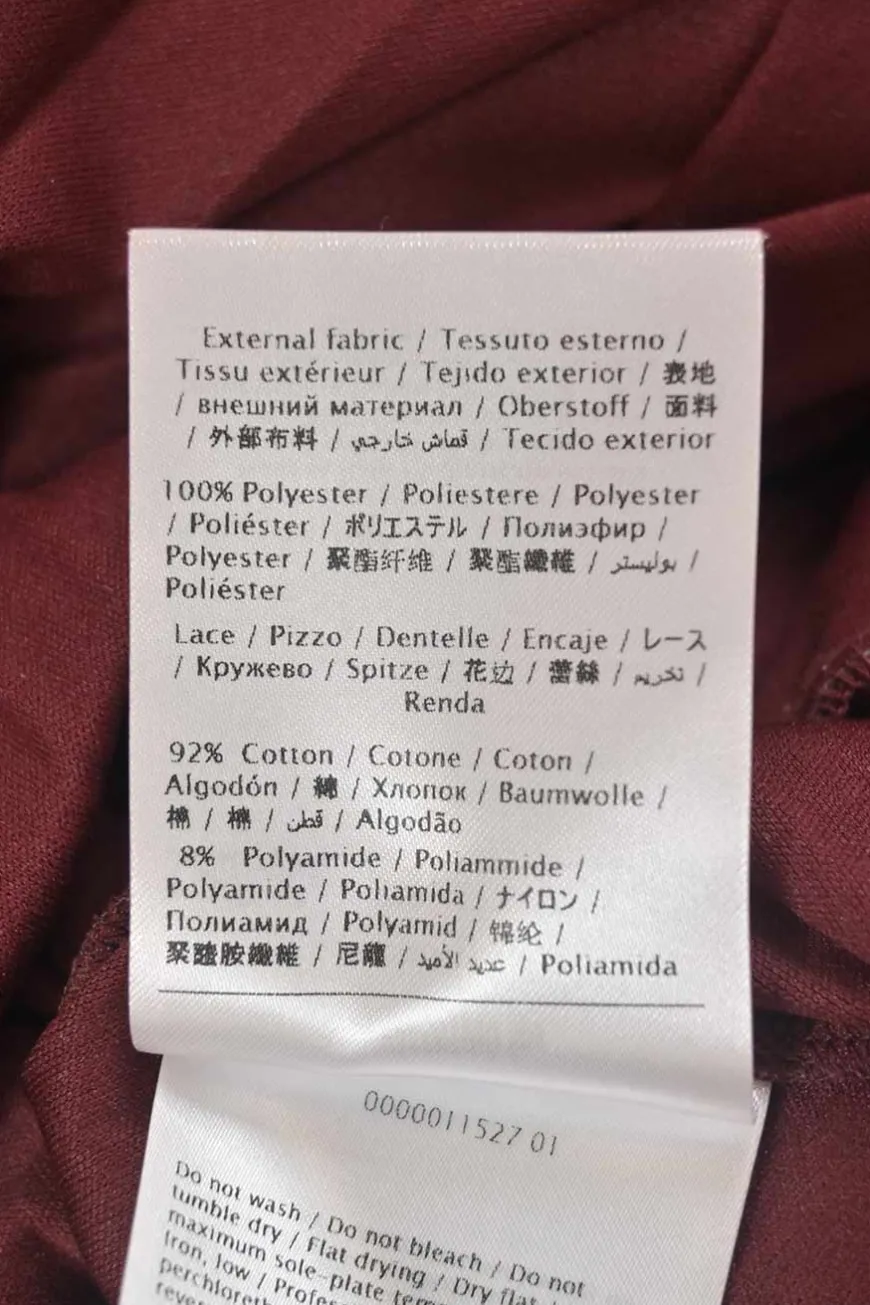 External fabric / Tessuto esterno /
Tissu extérieur / Tejido exterior / 表地
/ внешний материал / Oberstoff / 面料
/ 外部布料 / قماش خارجي / Tecido exterior
100% Polyester / Poliestere / Polyester
/ Poliéster / ポリエステル / Полиэфир /
Polyester / 聚酯纤维 / 聚酯纖維 / بوليستر /
Poliéster
Lace / Pizzo / Dentelle / Encaje / レース
/ Кружево / Spitze / 花边 / 蕾絲 / تخريم /
Renda
92% Cotton / Cotone / Coton /
Algodón / 綿 / Хлопок / Baumwolle /
棉 / 棉 / قطن / Algodão
8% Polyamide / Poliammide /
Polyamide / Poliamida / ナイロン /
Полиамид / Polyamid / 锦纶 /
聚醯胺纖維 / 尼龍 / عديد الأميد / Poliamida
0000011527 01
Do not wash / Do not bleach / Do not
tumble dry / Flat drying / Dry flat /
maximum sole-plate
Iron, low /